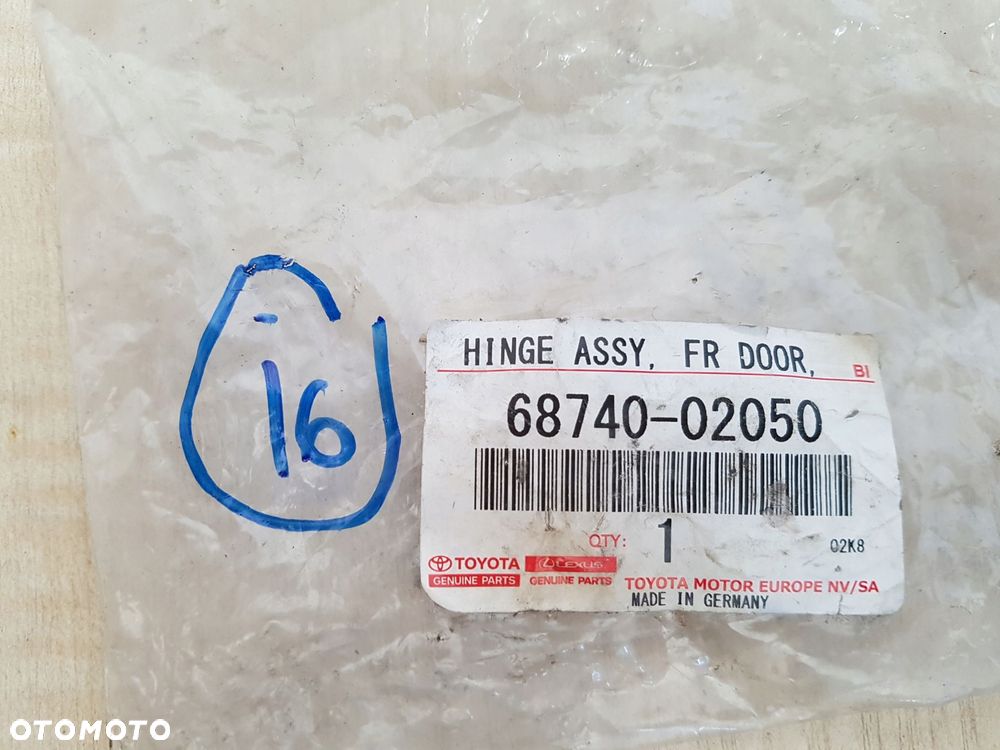 16
HINGE ASSY, FR DOOR,
BI
68740-02050
QTY: 1
02K8
TOYOTA
GENUINE PARTS
LEXUS
GENUINE PARTS
TOYOTA MOTOR EUROPE NV/SA
MADE IN GERMANY
OTOMOTO